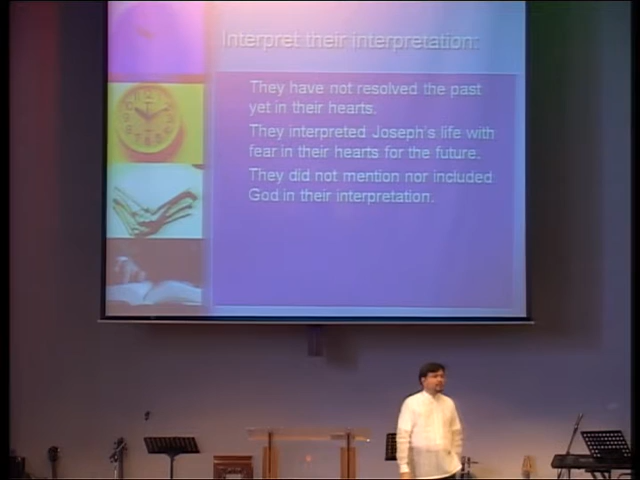 Interpret their interpretation:
They have not resolved the past
yet in their hearts.
They interpreted Joseph's life with
fear in their hearts for the future.
They did not mention nor included
God in their interpretation.